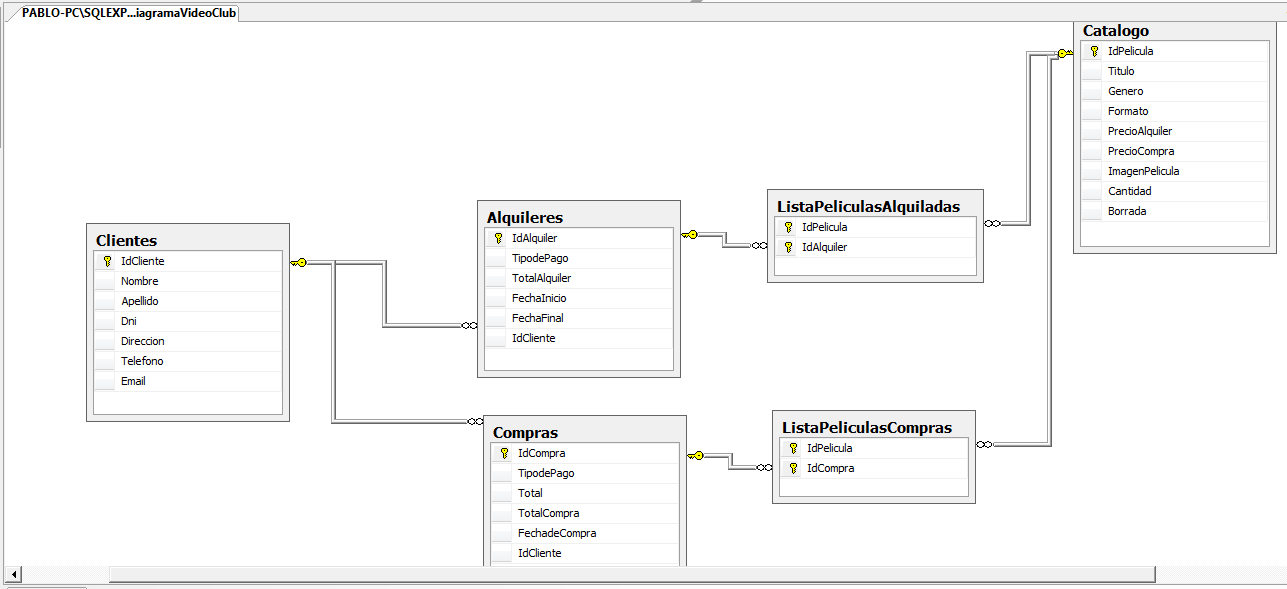 PABLO-PC\SQLEXP...iagramaVideoClub
Clientes
IdCliente
Nombre
Apellido
Dni
Direccion
Telefono
Email
Alquileres
IdAlquiler
TipodePago
TotalAlquiler
FechaInicio
FechaFinal
IdCliente
Compras
IdCompra
TipodePago
Total
TotalCompra
FechadeCompra
IdCliente
ListaPeliculasAlquiladas
IdPelicula
IdAlquiler
ListaPeliculasCompras
IdPelicula
IdCompra
Catalogo
IdPelicula
Titulo
Genero
Formato
PrecioAlquiler
PrecioCompra
ImagenPelicula
Cantidad
Borrada